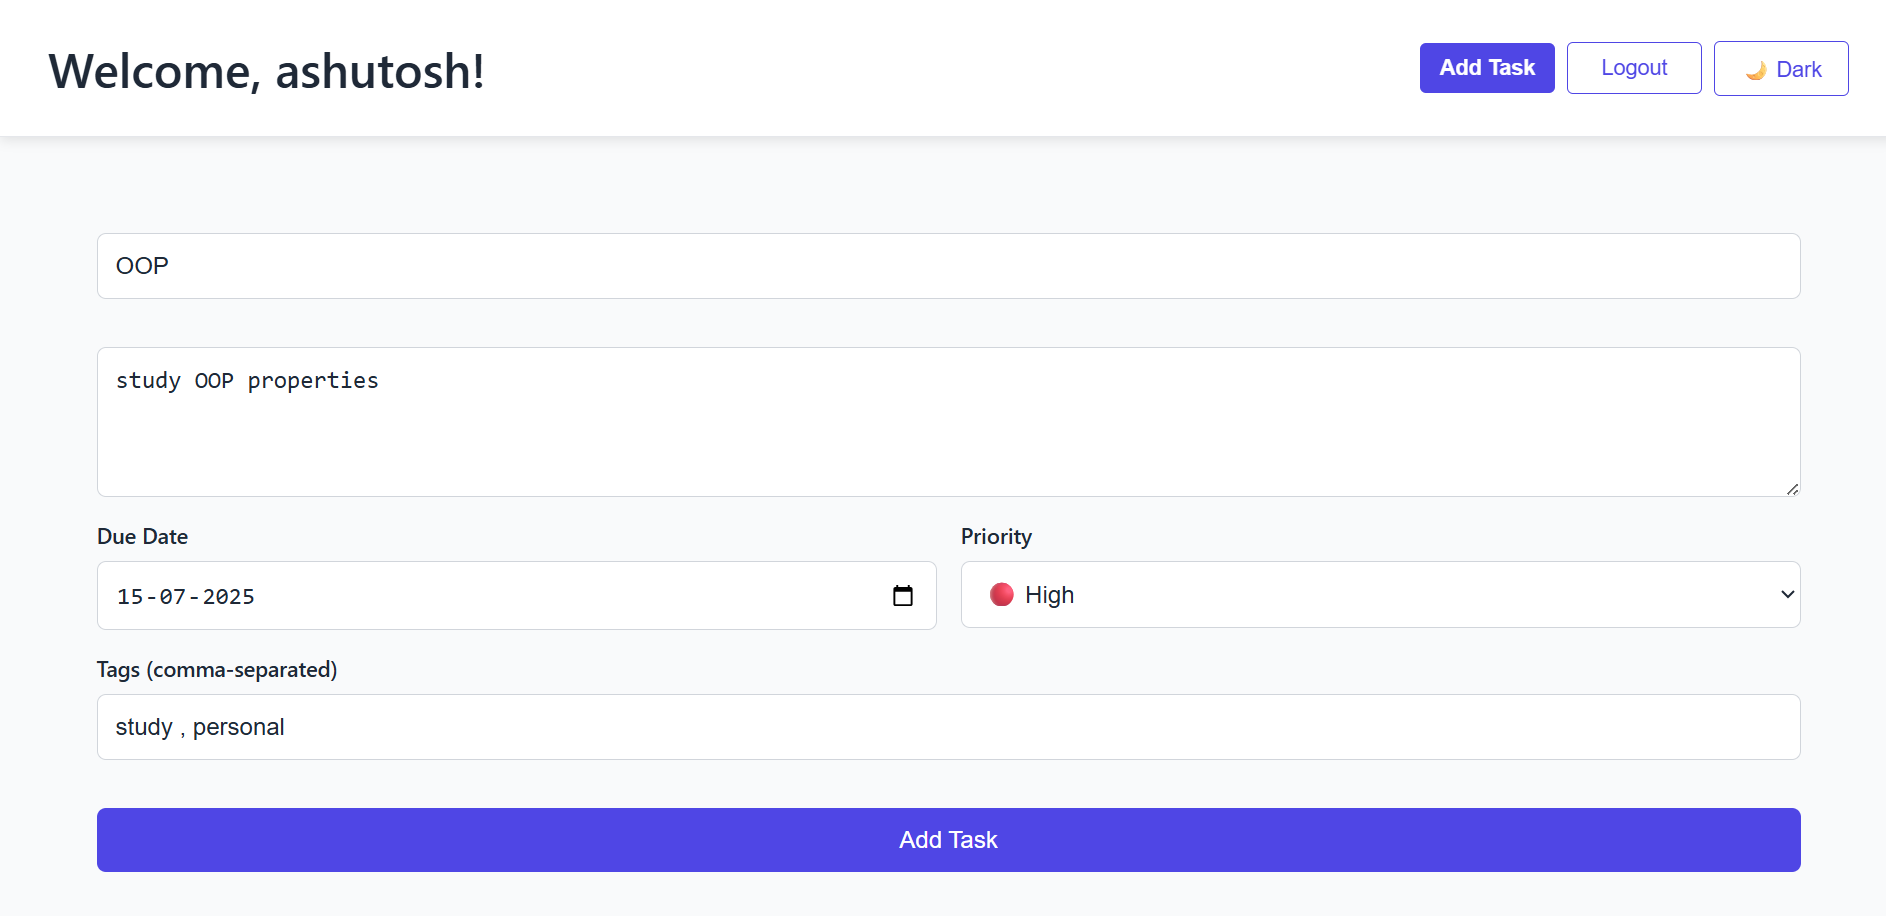 Welcome, ashutosh!
Add Task
Logout
🌙 Dark
OOP
study OOP properties
Due Date
Priority
15-07-2025
🔴 High
Tags (comma-separated)
study , personal
Add Task